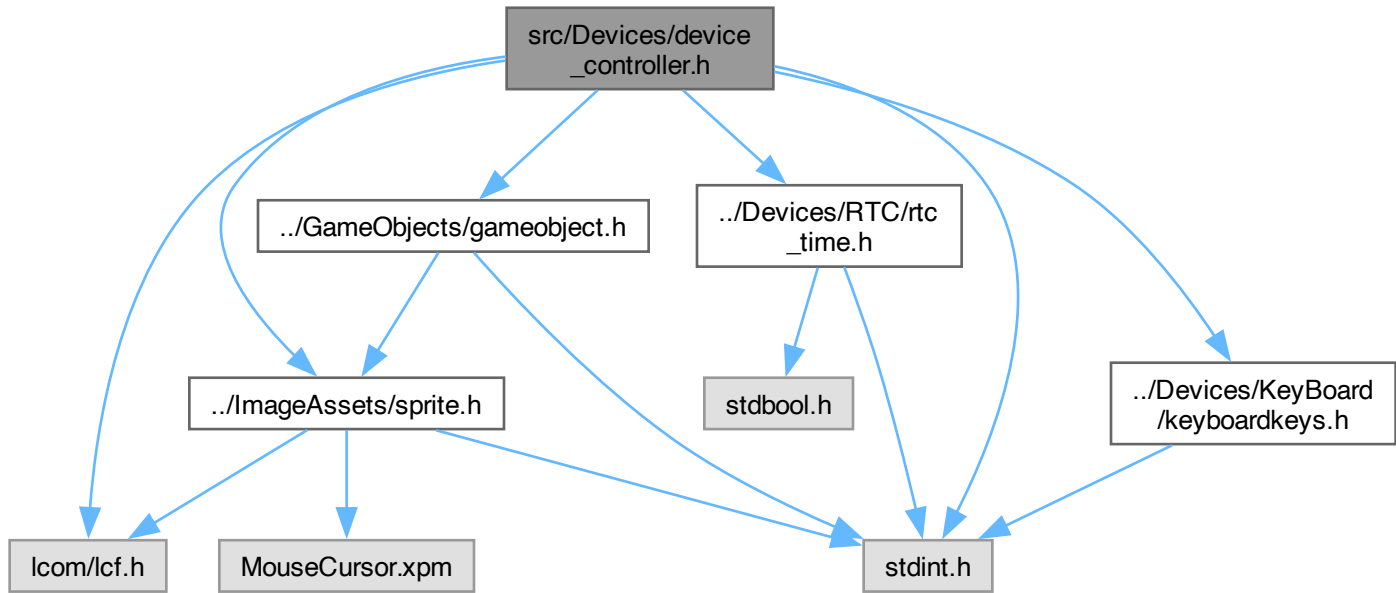 src/Devices/device
_controller.h
../GameObjects/gameobject.h
../Devices/RTC/rtc
_time.h
../ImageAssets/sprite.h
stdbool.h
../Devices/KeyBoard
/keyboardkeys.h
lcom/lcf.h
MouseCursor.xpm
stdint.h